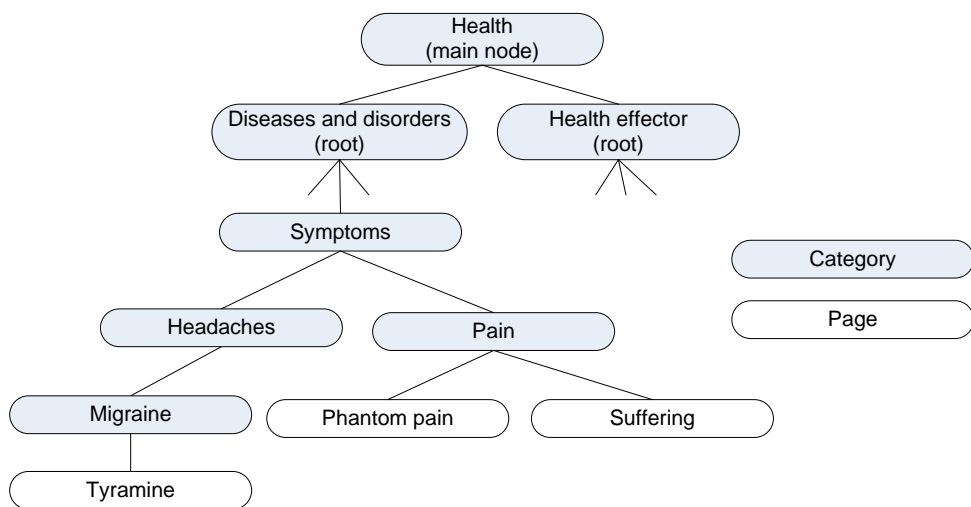 Health
(main node)
Diseases and disorders
(root)
Health effector
(root)
Symptoms
Category
Headaches
Pain
Page
Migraine
Phantom pain
Suffering
Tyramine